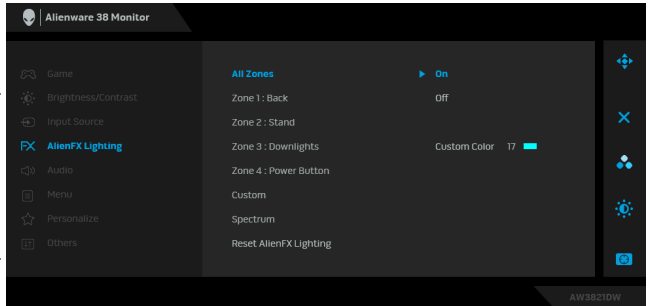 Alienware 38 Monitor
Game
Brightness/Contrast
Input Source
FX AlienFX Lighting
Audio
Menu
Personalize
Others
All Zones On
Zone 1 : Back Off
Zone 2 : Stand
Zone 3 : Downlights Custom Color 17
Zone 4 : Power Button
Custom
Spectrum
Reset AlienFX Lighting
AW3821DW